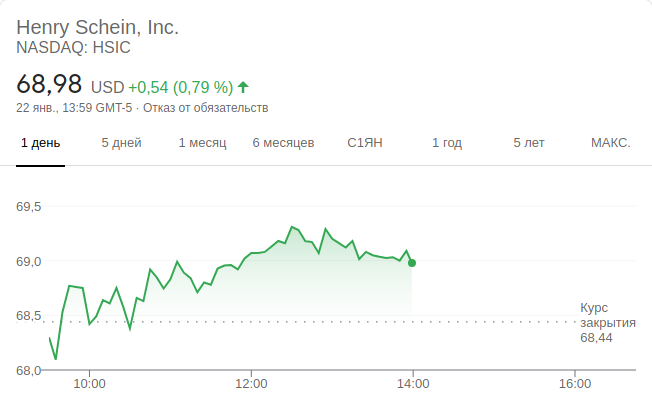 Henry Schein, Inc.
NASDAQ: HSIC
68,98 USD +0,54 (0,79 %)
22 янв., 13:59 GMT-5 · Отказ от обязательств
1 день 5 дней 1 месяц 6 месяцев С1ЯН 1 год 5 лет МАКС.
69,5
69,0
68,5
68,0
Курс
закрытия
68,44
10:00 12:00 14:00 16:00